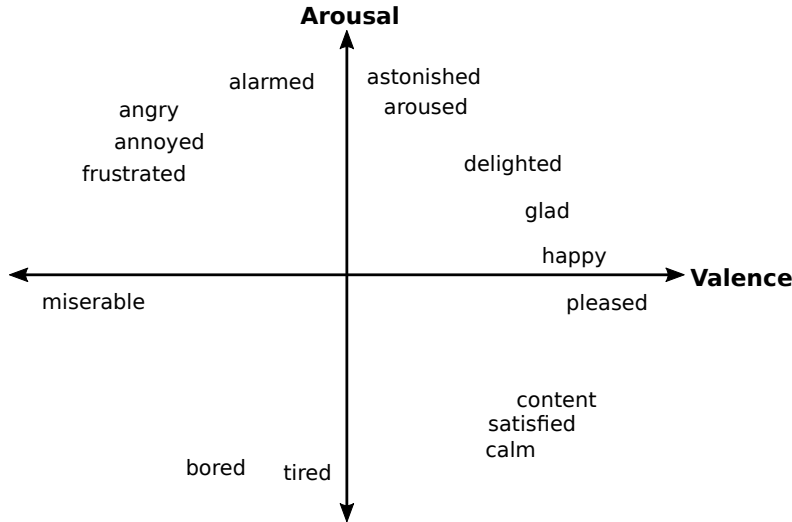 Arousal
alarmed
astonished
aroused
angry
annoyed
frustrated
delighted
glad
happy
Valence
miserable
pleased
content
satisfied
calm
bored
tired